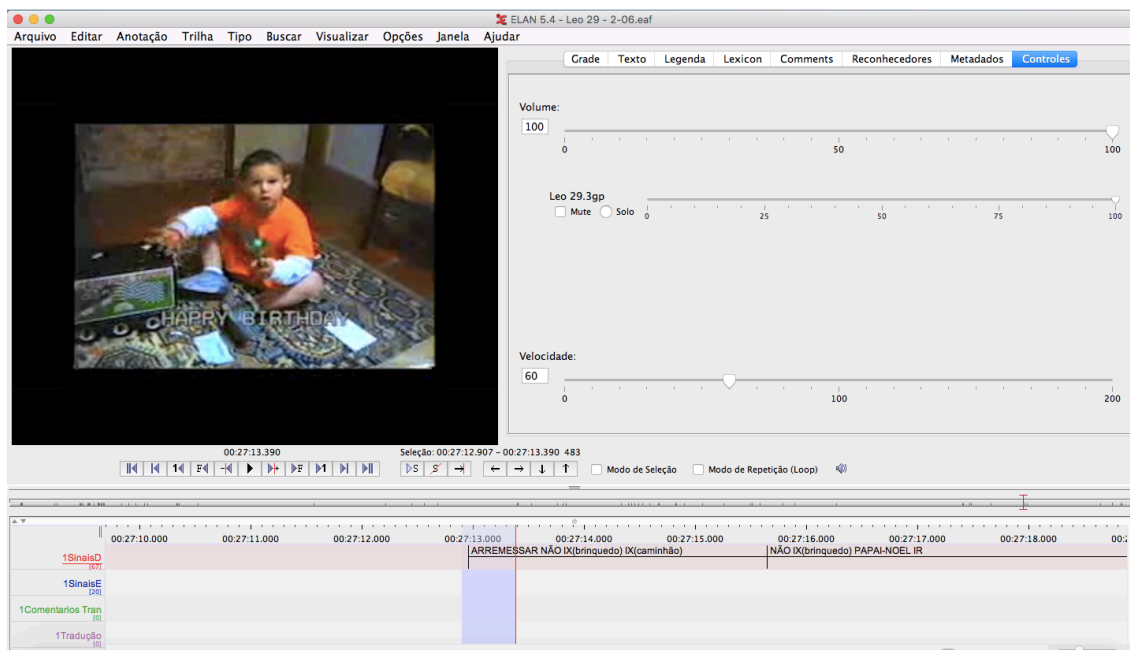 ELAN 5.4 - Leo 29 - 2-06.eaf
Arquivo Editar Anotação Trilha Tipo Buscar Visualizar Opções Janela Ajudar
Grade Texto Legenda Lexicon Comments Reconhecedores Metadados Controles
Volume:
100
0 50 100
Leo 29.3gp
Mute Solo 0 25 50 75 100
HAPPY BIRTHDAY
Velocidade:
60
0 100 200
00:27:13.390 Seleção: 00:27:12.907 - 00:27:13.390 483
Modo de Seleção Modo de Repetição (Loop)
00:27:10.000 00:27:11.000 00:27:12.000 00:27:13.000 00:27:14.000 00:27:15.000 00:27:16.000 00:27:17.000 00:27:18.000
ARREMESSAR NÃO IX(brinquedo) IX(caminhão) NÃO IX(brinquedo) PAPAI-NOEL IR
1SinaisD
[67]
1SinaisE
[20]
1Comentarios Tran
[0]
1Tradução
[0]